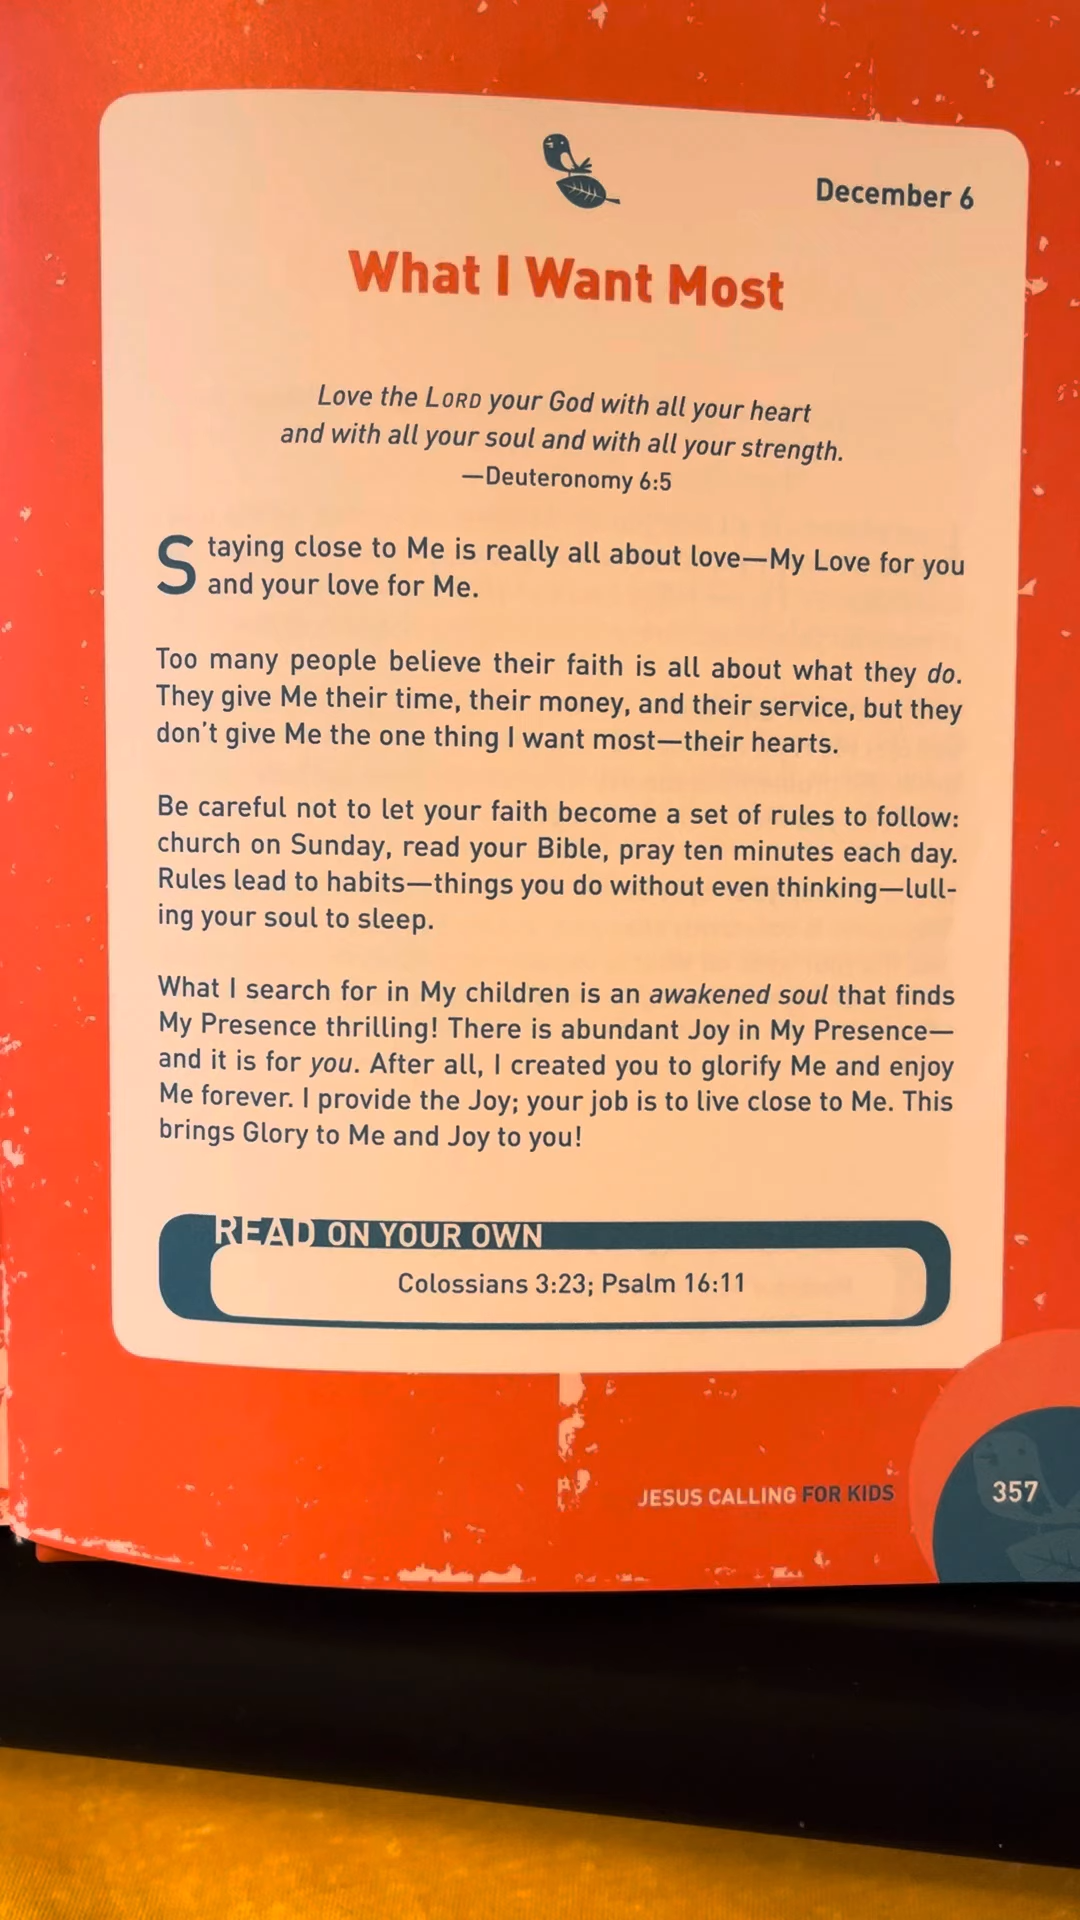 December 6
What I Want Most
Love the LORD your God with all your heart
and with all your soul and with all your strength.
—Deuteronomy 6:5
Staying close to Me is really all about love—My Love for you
and your love for Me.
Too many people believe their faith is all about what they do.
They give Me their time, their money, and their service, but they
don't give Me the one thing I want most—their hearts.
Be careful not to let your faith become a set of rules to follow:
church on Sunday, read your Bible, pray ten minutes each day.
Rules lead to habits—things you do without even thinking—lull-
ing your soul to sleep.
What I search for in My children is an awakened soul that finds
My Presence thrilling! There is abundant Joy in My Presence—
and it is for you. After all, I created you to glorify Me and enjoy
Me forever. I provide the Joy; your job is to live close to Me. This
brings Glory to Me and Joy to you!
READ ON YOUR OWN
Colossians 3:23; Psalm 16:11
JESUS CALLING FOR KIDS
357